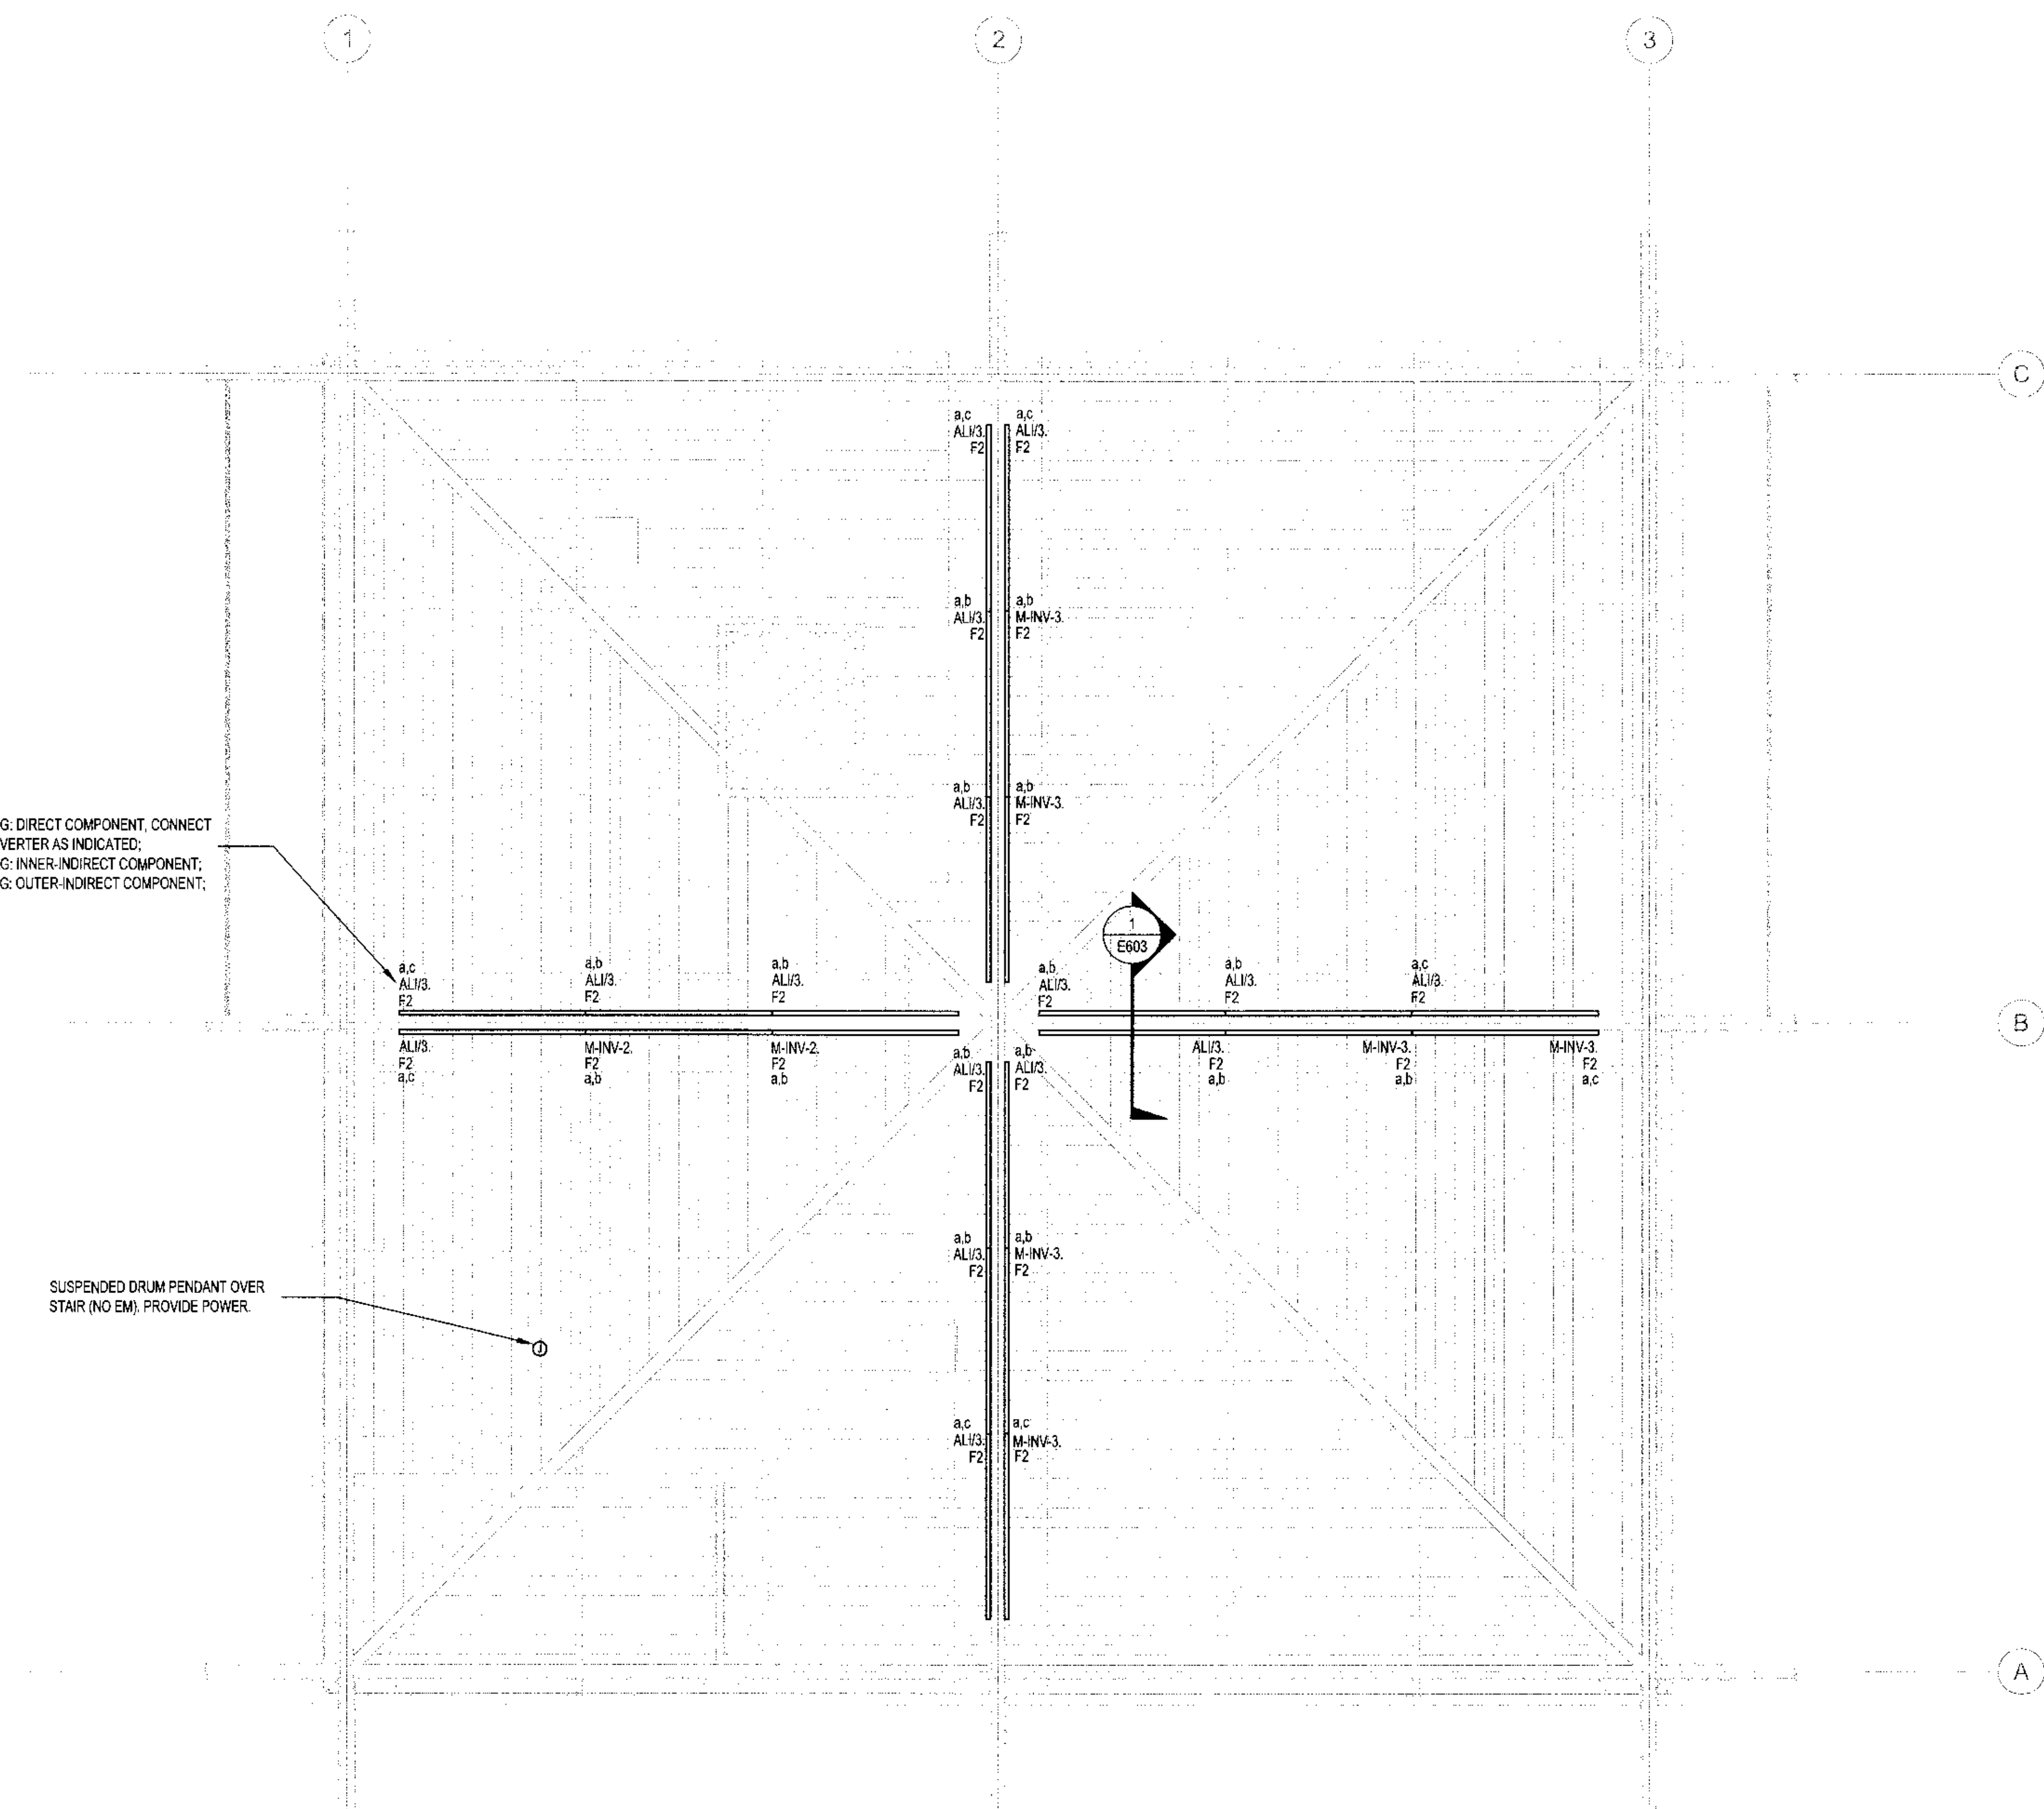 1
2
3
C
a,c
ALI/3.
F2
a,c
ALI/3.
F2
a,b
ALI/3.
F2
a,b
M-INV-3.
F2
a,b
ALI/3.
F2
a,b
M-INV-3.
F2
G: DIRECT COMPONENT, CONNECT
VERTER AS INDICATED;
G: INNER-INDIRECT COMPONENT;
G: OUTER-INDIRECT COMPONENT;
1
E603
a,c
ALI/3.
F2
a,b
ALI/3.
F2
a,b
ALI/3.
F2
a,b
ALI/3.
F2
a,b
ALI/3.
F2
a,c
ALI/3.
F2
B
ALI/3.
F2
a,c
M-INV-2.
F2
a,b
M-INV-2.
F2
a,b
a,b
ALI/3.
F2
a,b
ALI/3.
F2
ALI/3.
F2
a,b
M-INV-3.
F2
a,b
M-INV-3.
F2
a,c
a,b
ALI/3.
F2
a,b
M-INV-3.
F2
SUSPENDED DRUM PENDANT OVER
STAIR (NO EM). PROVIDE POWER.
J
a,c
ALI/3.
F2
a,c
M-INV-3.
F2
A